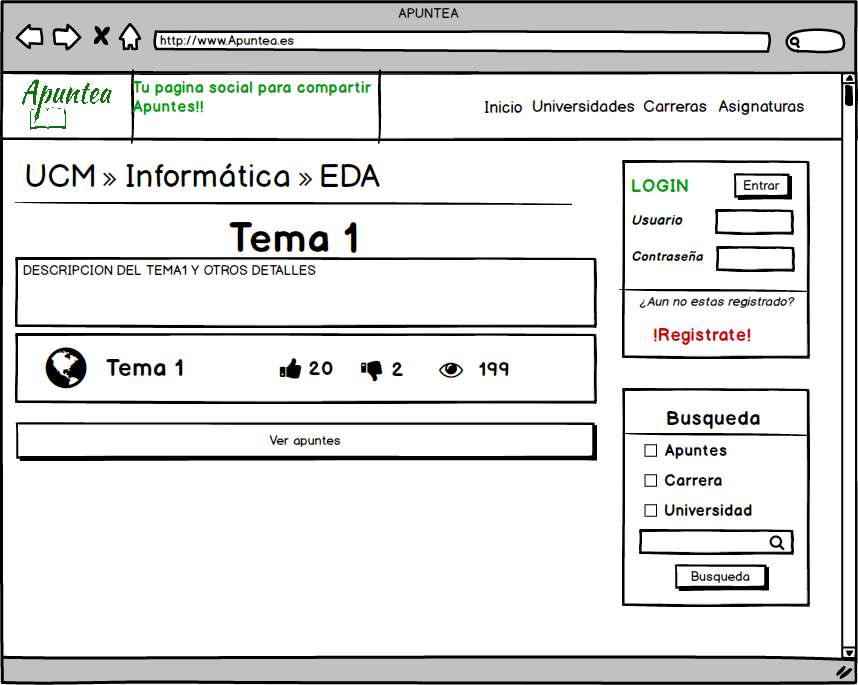 APUNTEA
http://www.Apuntea.es
Apuntea
Tu pagina social para compartir
Apuntes!!
Inicio Universidades Carreras Asignaturas
UCM » Informática » EDA
Tema 1
DESCRIPCION DEL TEMA1 Y OTROS DETALLES
Tema 1 20 2 199
Ver apuntes
LOGIN Entrar
Usuario
Contraseña
¿Aun no estas registrado?
!Registrate!
Busqueda
Apuntes
Carrera
Universidad
Busqueda